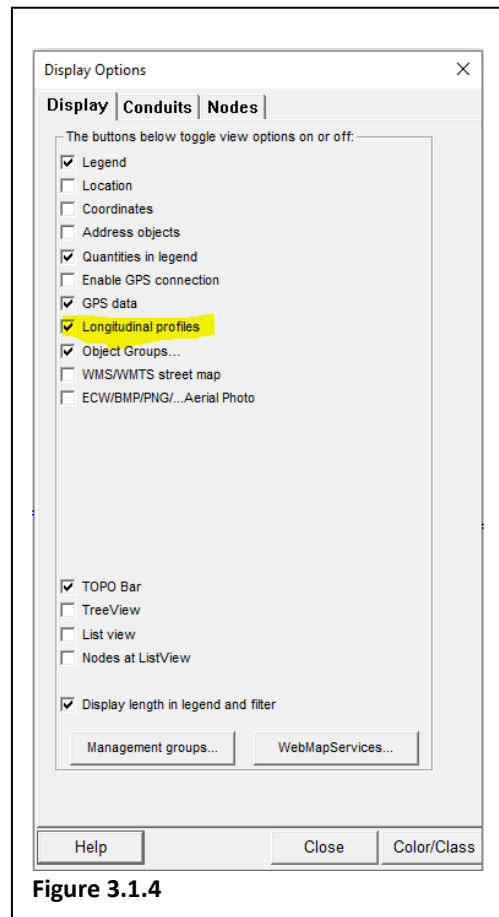 Display Options
Display Conduits Nodes
The buttons below toggle view options on or off:
Legend
Location
Coordinates
Address objects
Quantities in legend
Enable GPS connection
GPS data
Longitudinal profiles
Object Groups...
WMS/WMTS street map
ECW/BMP/PNG/...Aerial Photo
TOPO Bar
TreeView
List view
Nodes at ListView
Display length in legend and filter
Management groups... WebMapServices...
Help Close Color/Class
Figure 3.1.4